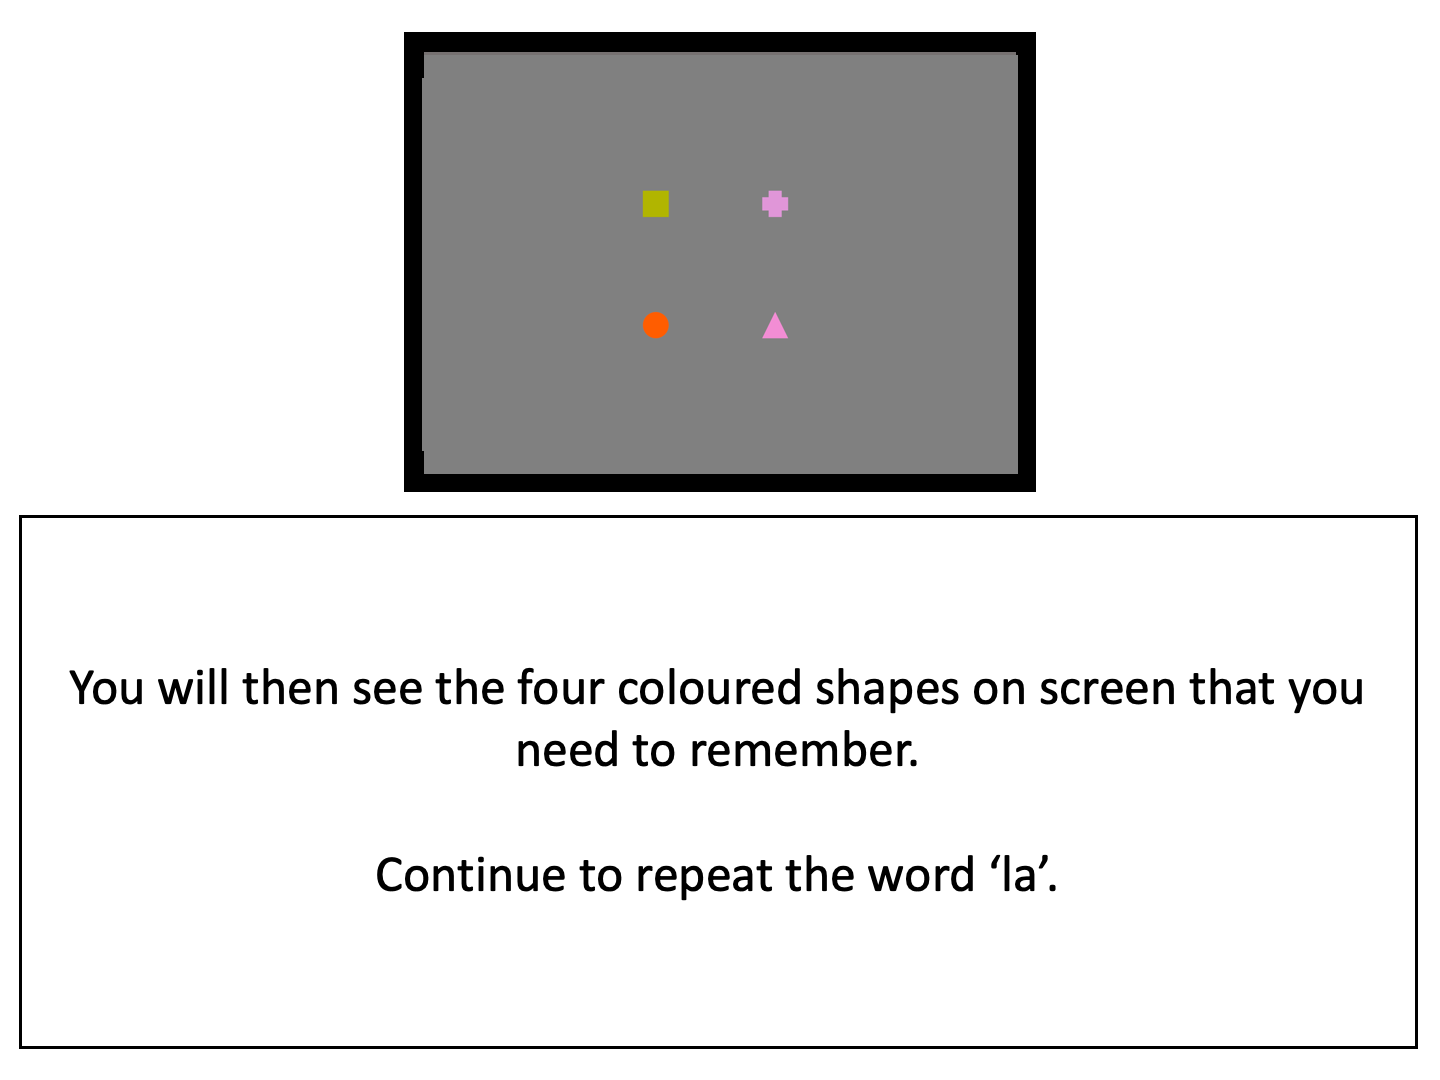 You will then see the four coloured shapes on screen that you
need to remember.
Continue to repeat the word ‘la’.